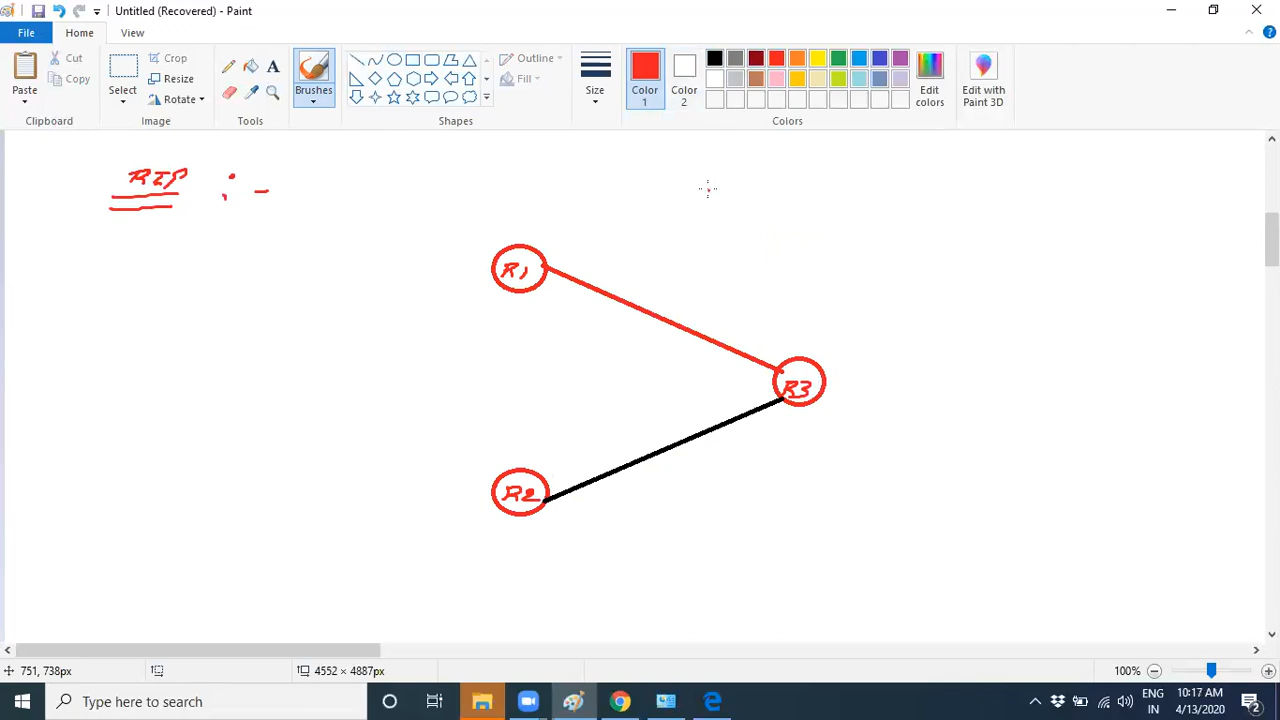 Untitled (Recovered) - Paint
File
Home
View
Paste
Cut
Copy
Clipboard
Select
Crop
Resize
Rotate
Image
A
Tools
Brushes
Outline
Fill
Shapes
Size
Color 1
Color 2
Edit colors
Edit with Paint 3D
Colors
RIP :-
R1
R3
R2
751, 738px
4552 × 4887px
100%
Type here to search
ENG
IN
10:17 AM
4/13/2020
2